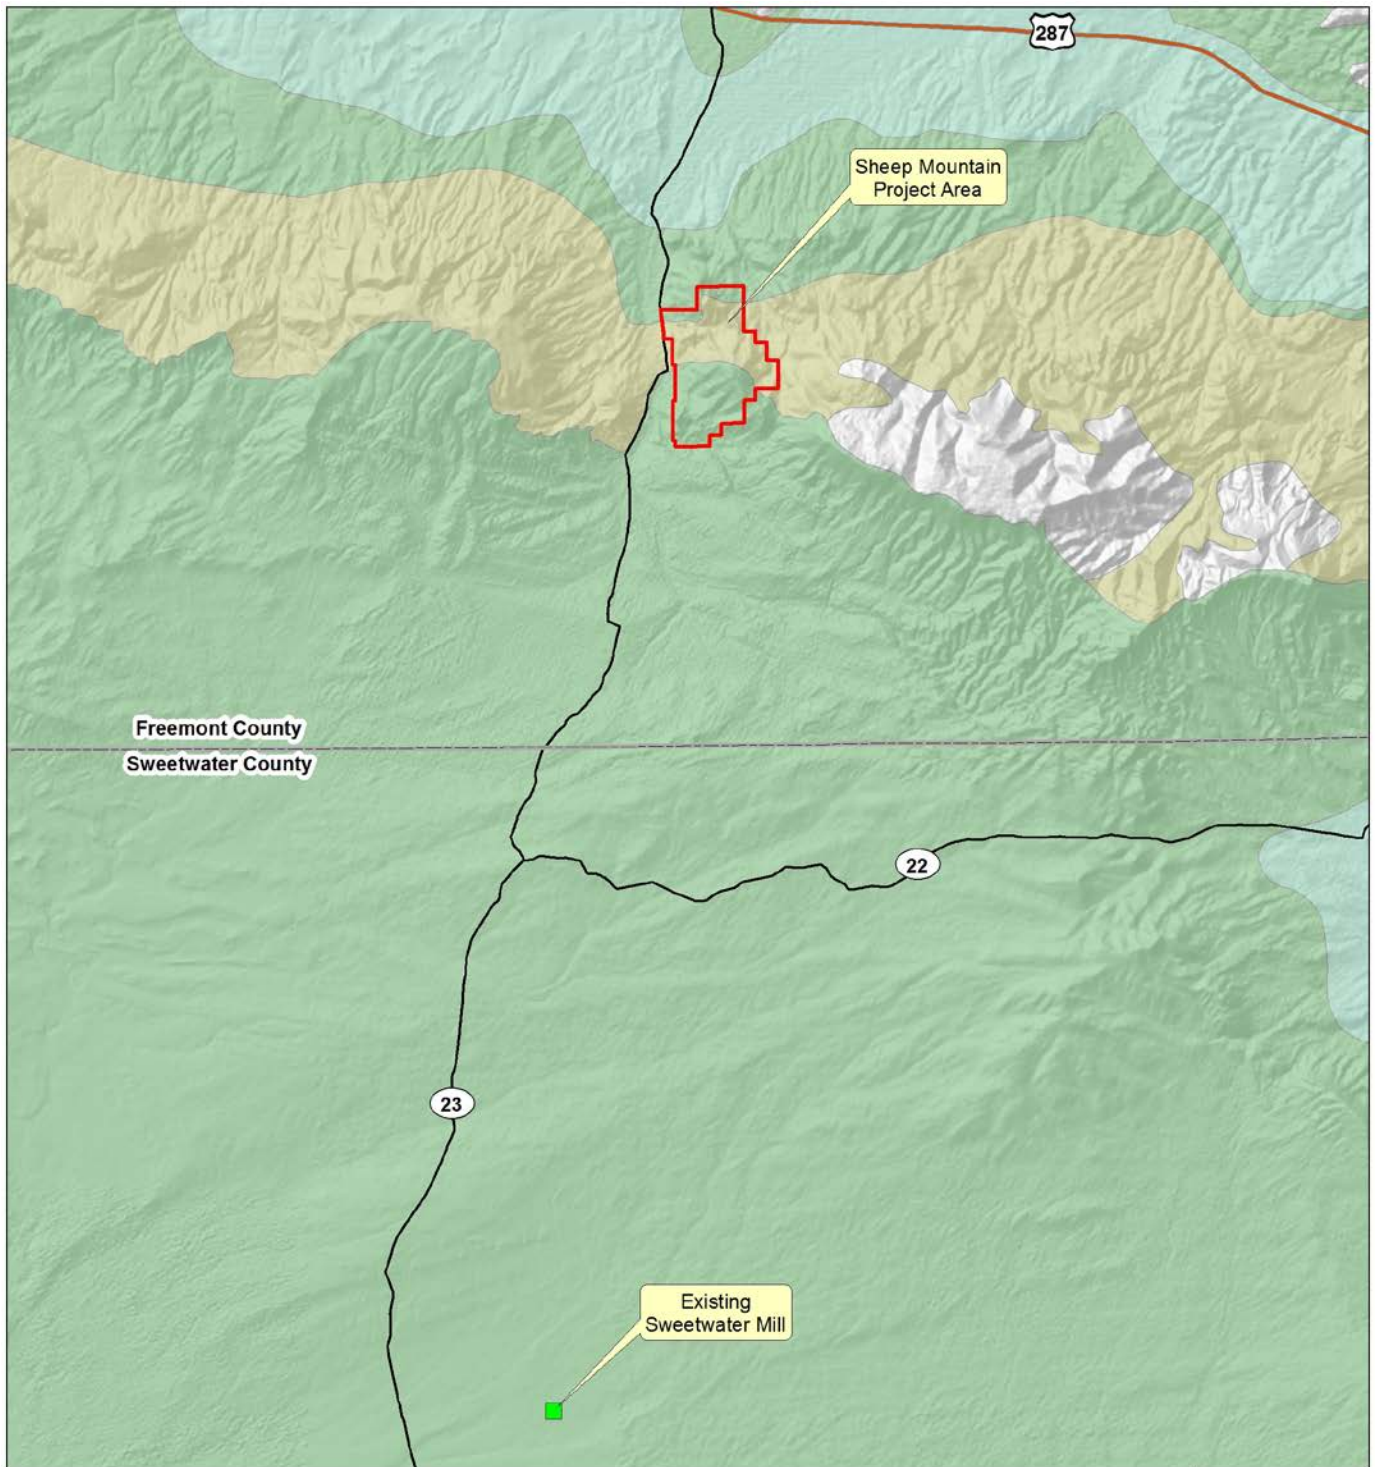 287
Sheep Mountain
Project Area
Freemont County
Sweetwater County
22
23
Existing
Sweetwater Mill